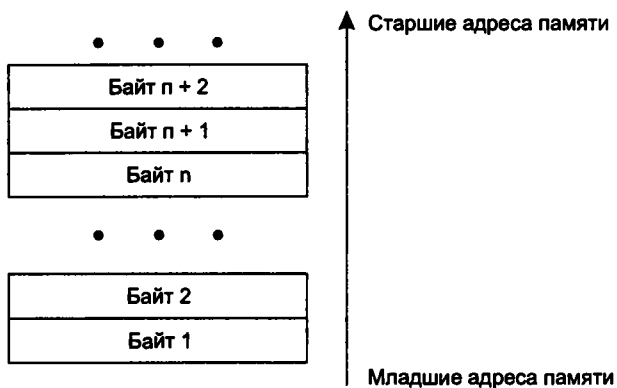 Старшие адреса памяти
Байт n + 2
Байт n + 1
Байт n
Байт 2
Байт 1
Младшие адреса памяти